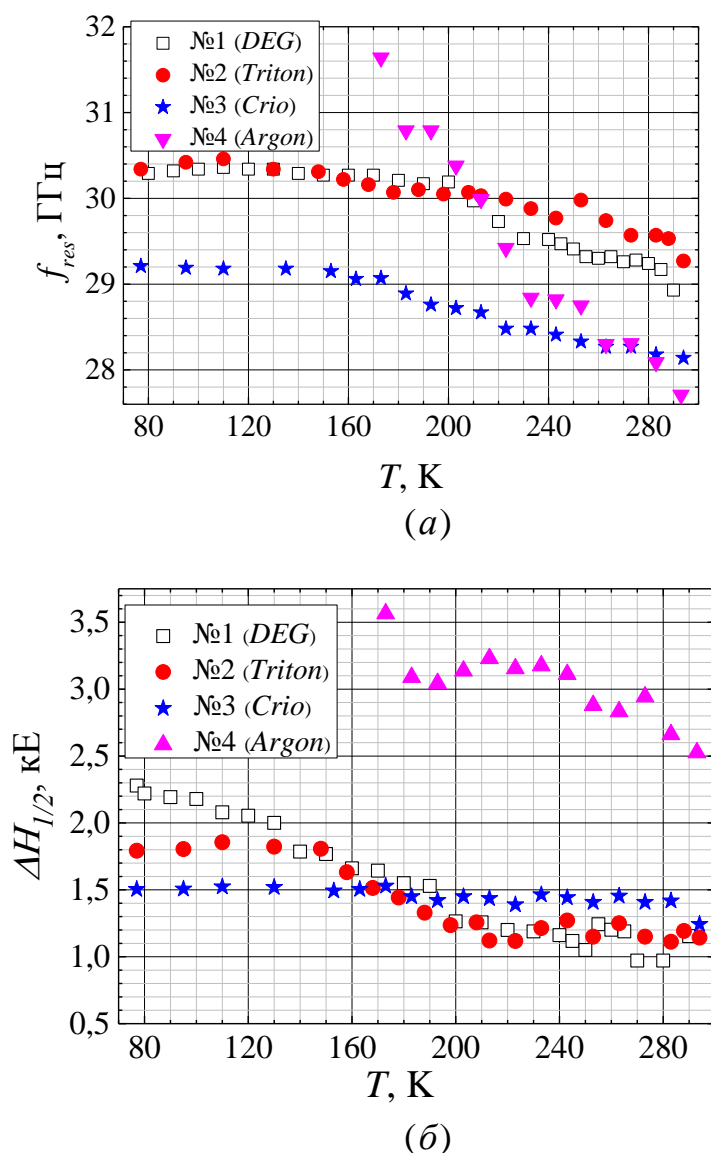 32
31
30
29
28
f_res, ГГц
№1 (DEG)
№2 (Triton)
№3 (Crio)
№4 (Argon)
80 120 160 200 240 280
T, K
(а)
3,5
3,0
2,5
2,0
1,5
1,0
0,5
ΔH_1/2, кЕ
№1 (DEG)
№2 (Triton)
№3 (Crio)
№4 (Argon)
80 120 160 200 240 280
T, K
(б)